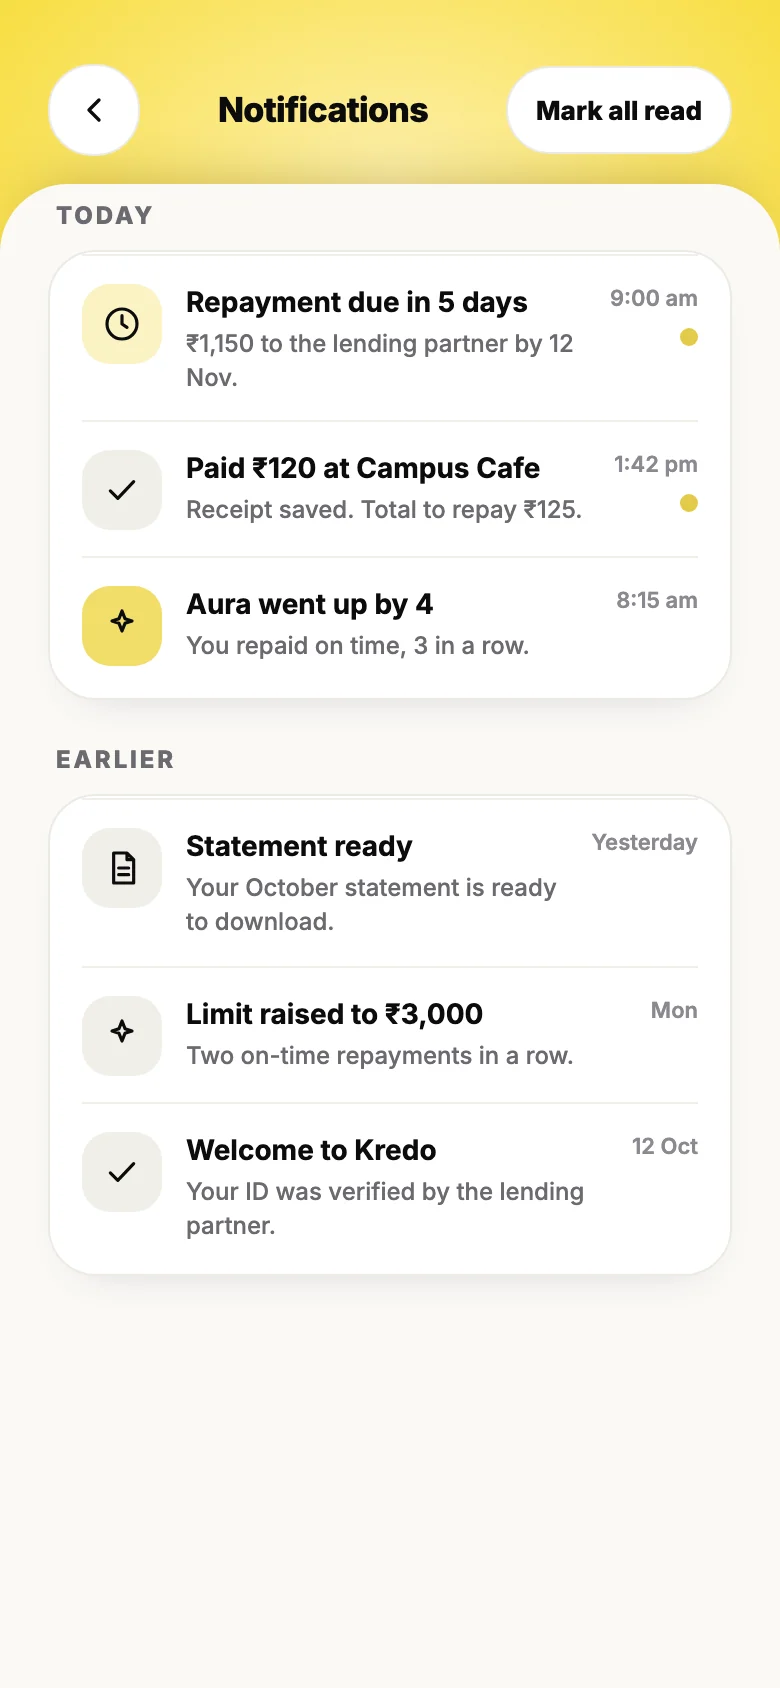 Notifications
Mark all read
TODAY
Repayment due in 5 days
9:00 am
₹1,150 to the lending partner by 12
Nov.
Paid ₹120 at Campus Cafe
1:42 pm
Receipt saved. Total to repay ₹125.
Aura went up by 4
8:15 am
You repaid on time, 3 in a row.
EARLIER
Statement ready
Yesterday
Your October statement is ready
to download.
Limit raised to ₹3,000
Mon
Two on-time repayments in a row.
Welcome to Kredo
12 Oct
Your ID was verified by the lending
partner.